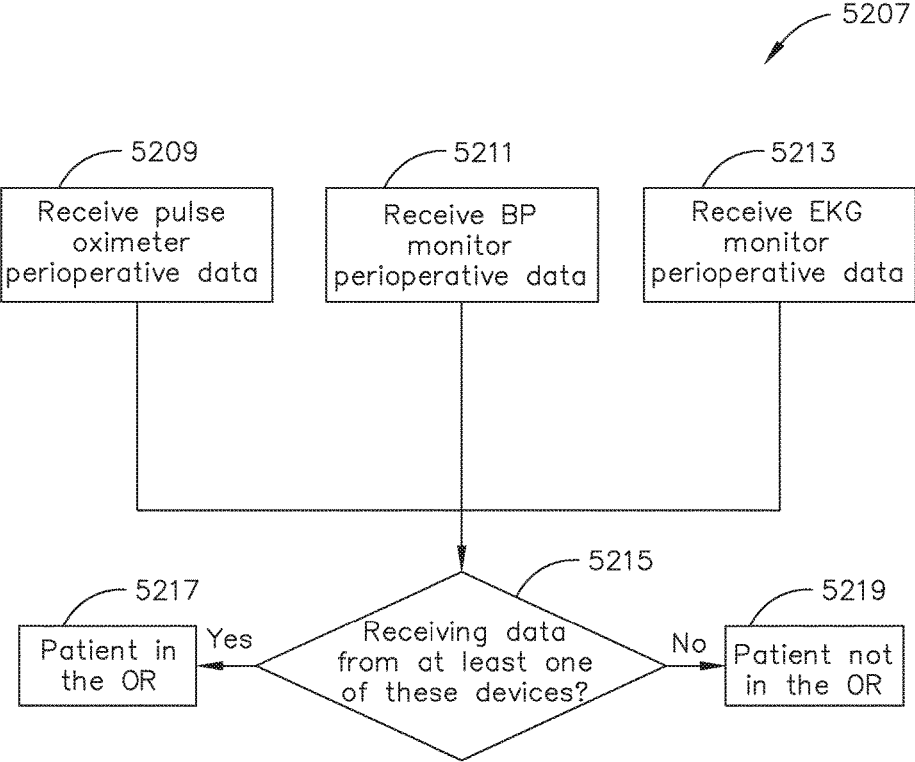 5207
5209
5211
5213
Receive pulse
oximeter
perioperative data
Receive BP
monitor
perioperative data
Receive EKG
monitor
perioperative data
5215
5217
5219
Patient in
the OR
Yes
Receiving data
from at least one
of these devices?
No
Patient not
in the OR